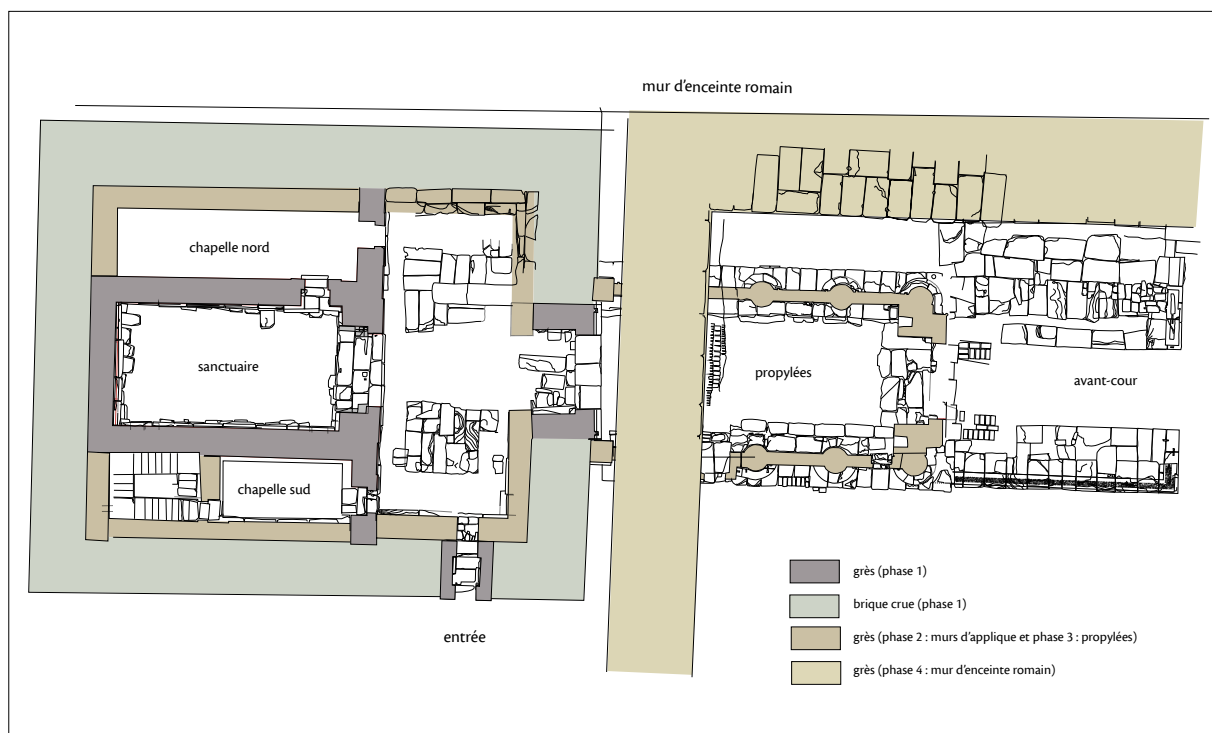 mur d'enceinte romain
chapelle nord
sanctuaire
propylées
avant-cour
chapelle sud
entrée
grès (phase 1)
brique crue (phase 1)
grès (phase 2 : murs d'applique et phase 3 : propylées)
grès (phase 4 : mur d'enceinte romain)